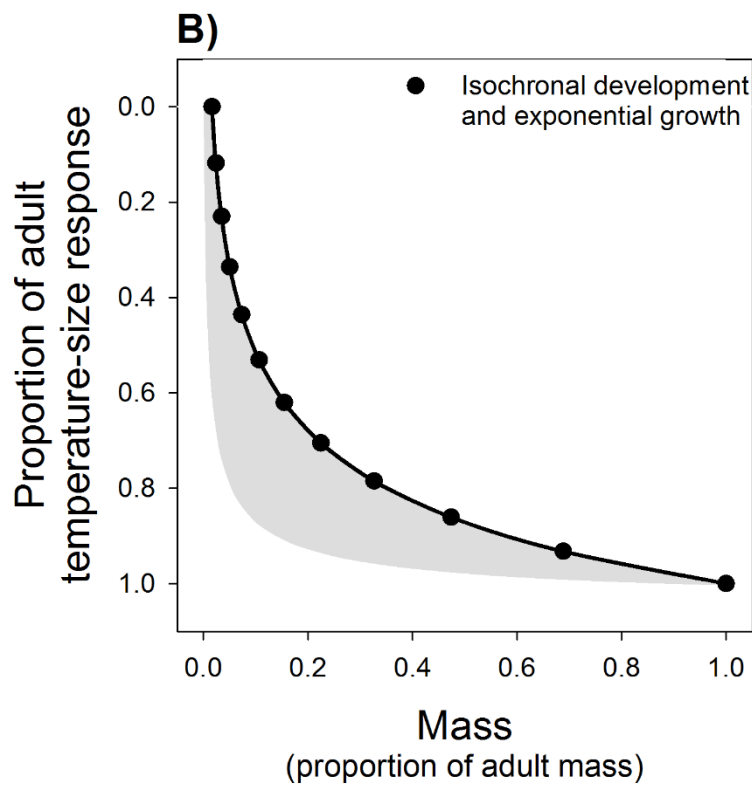 B)
Isochronal development
and exponential growth
Proportion of adult
temperature-size response
0.0
0.2
0.4
0.6
0.8
1.0
0.0 0.2 0.4 0.6 0.8 1.0
Mass
(proportion of adult mass)